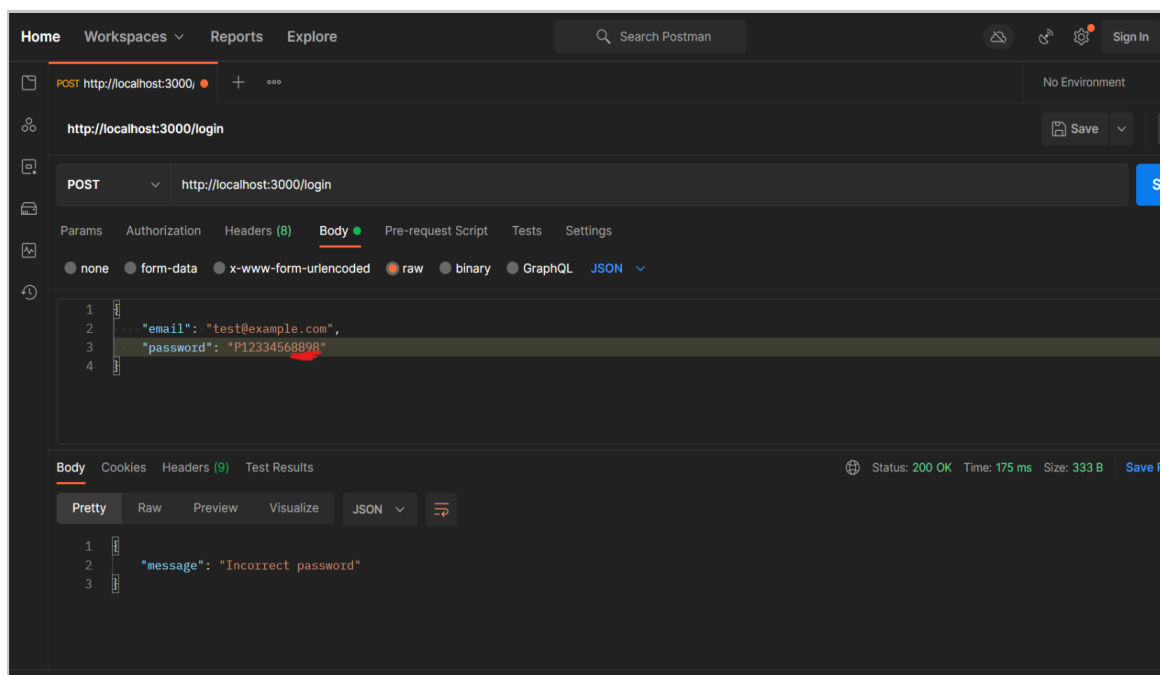 Home Workspaces Reports Explore Search Postman Sign In
POST http://localhost:3000/ No Environment
http://localhost:3000/login Save
POST http://localhost:3000/login S
Params Authorization Headers (8) Body Pre-request Script Tests Settings
none form-data x-www-form-urlencoded raw binary GraphQL JSON
1 {
2 "email": "test@example.com",
3 "password": "P12334568898"
4 }
Body Cookies Headers (9) Test Results Status: 200 OK Time: 175 ms Size: 333 B Save R
Pretty Raw Preview Visualize JSON
1 {
2 "message": "Incorrect password"
3 }